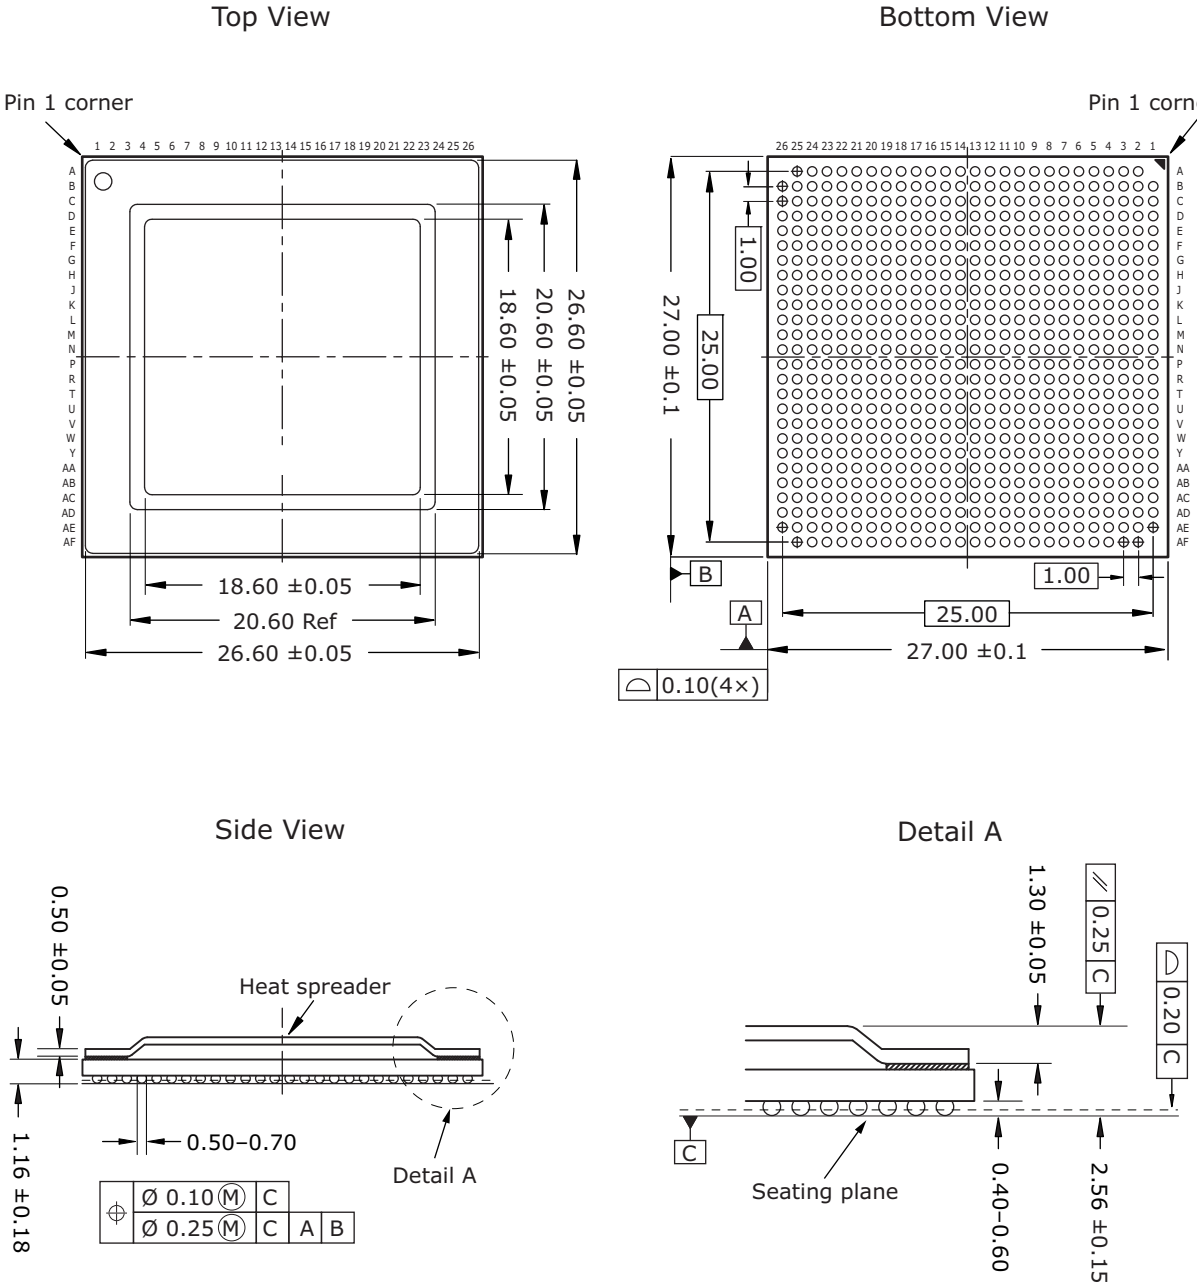 Top View
Bottom View
Pin 1 corner
Pin 1 corn
1 2 3 4 5 6 7 8 9 10 11 12 13 14 15 16 17 18 19 20 21 22 23 24 25 26
26 25 24 23 22 21 20 19 18 17 16 15 14 13 12 11 10 9 8 7 6 5 4 3 2 1
A
B
C
D
E
F
G
H
J
K
L
M
N
P
R
T
U
V
W
Y
AA
AB
AC
AD
AE
AF
18.60 ±0.05
20.60 ±0.05
26.60 ±0.05
18.60 ±0.05
20.60 Ref
26.60 ±0.05
27.00 ±0.1
25.00
1.00
A
B
C
D
E
F
G
H
J
K
L
M
N
P
R
T
U
V
W
Y
AA
AB
AC
AD
AE
AF
B
1.00
A
25.00
27.00 ±0.1
0.10(4×)
Side View
Detail A
0.50 ±0.05
Heat spreader
1.16 ±0.18
0.50–0.70
Detail A
Ø 0.10 Ⓜ C
Ø 0.25 Ⓜ C A B
1.30 ±0.05
⫽ 0.25 C
⌓ 0.20 C
C
Seating plane
0.40–0.60
2.56 ±0.15